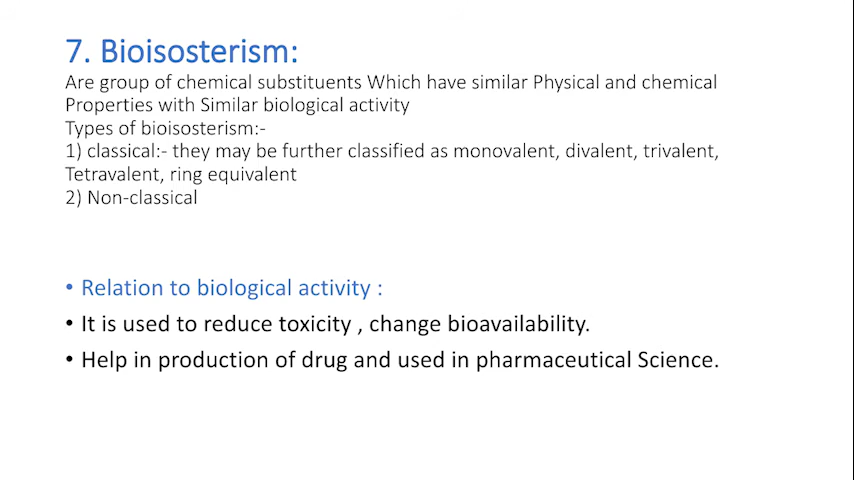 7. Bioisosterism:
Are group of chemical substituents Which have similar Physical and chemical
Properties with Similar biological activity
Types of bioisosterism:-
1) classical:- they may be further classified as monovalent, divalent, trivalent,
Tetravalent, ring equivalent
2) Non-classical
• Relation to biological activity :
• It is used to reduce toxicity , change bioavailability.
• Help in production of drug and used in pharmaceutical Science.